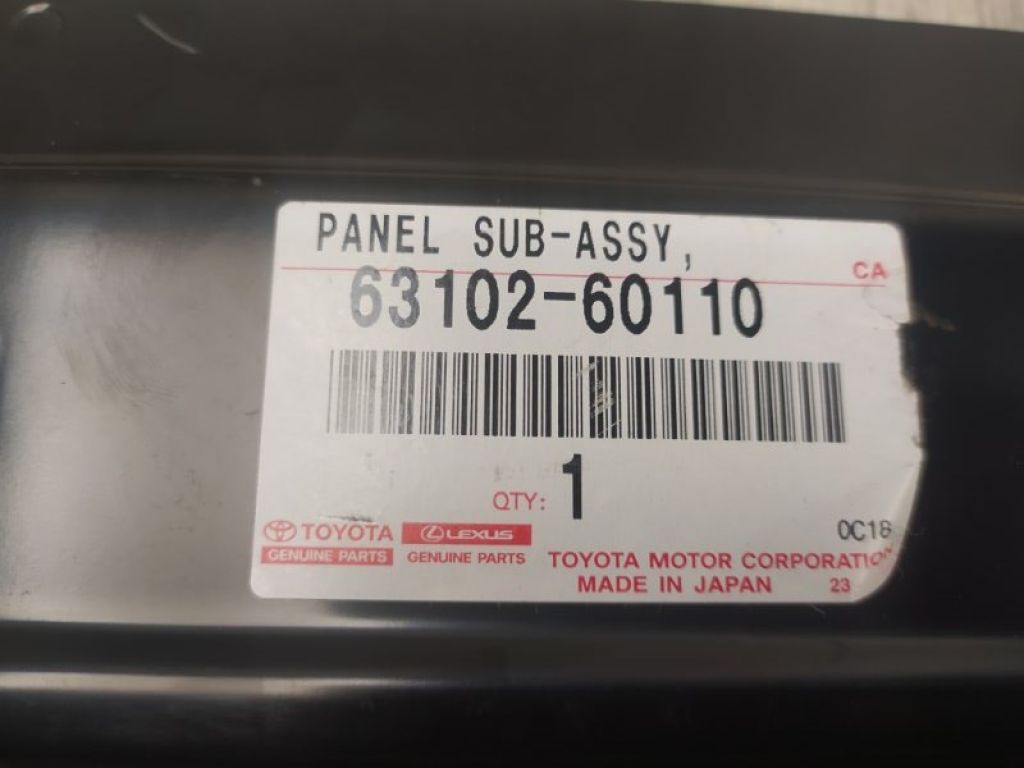 PANEL SUB-ASSY,
CA
63102-60110
QTY: 1
0C18
TOYOTA LEXUS
GENUINE PARTS GENUINE PARTS
TOYOTA MOTOR CORPORATION
MADE IN JAPAN 23